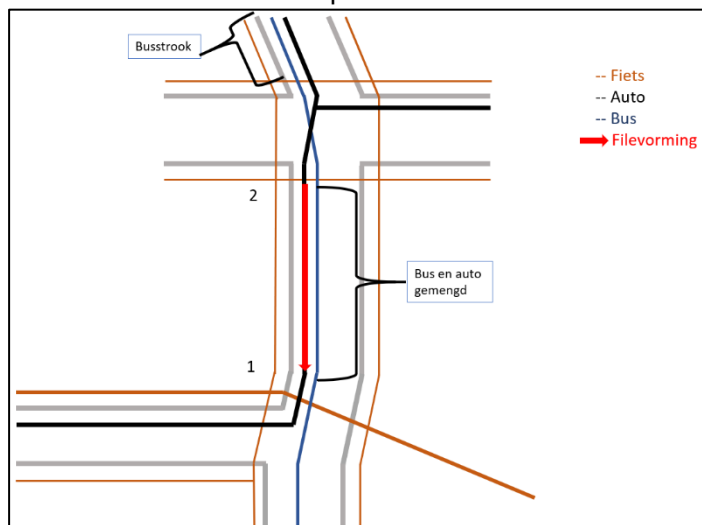 Busstrook
-- Fiets
-- Auto
-- Bus
Filevorming
2
Bus en auto
gemengd
1